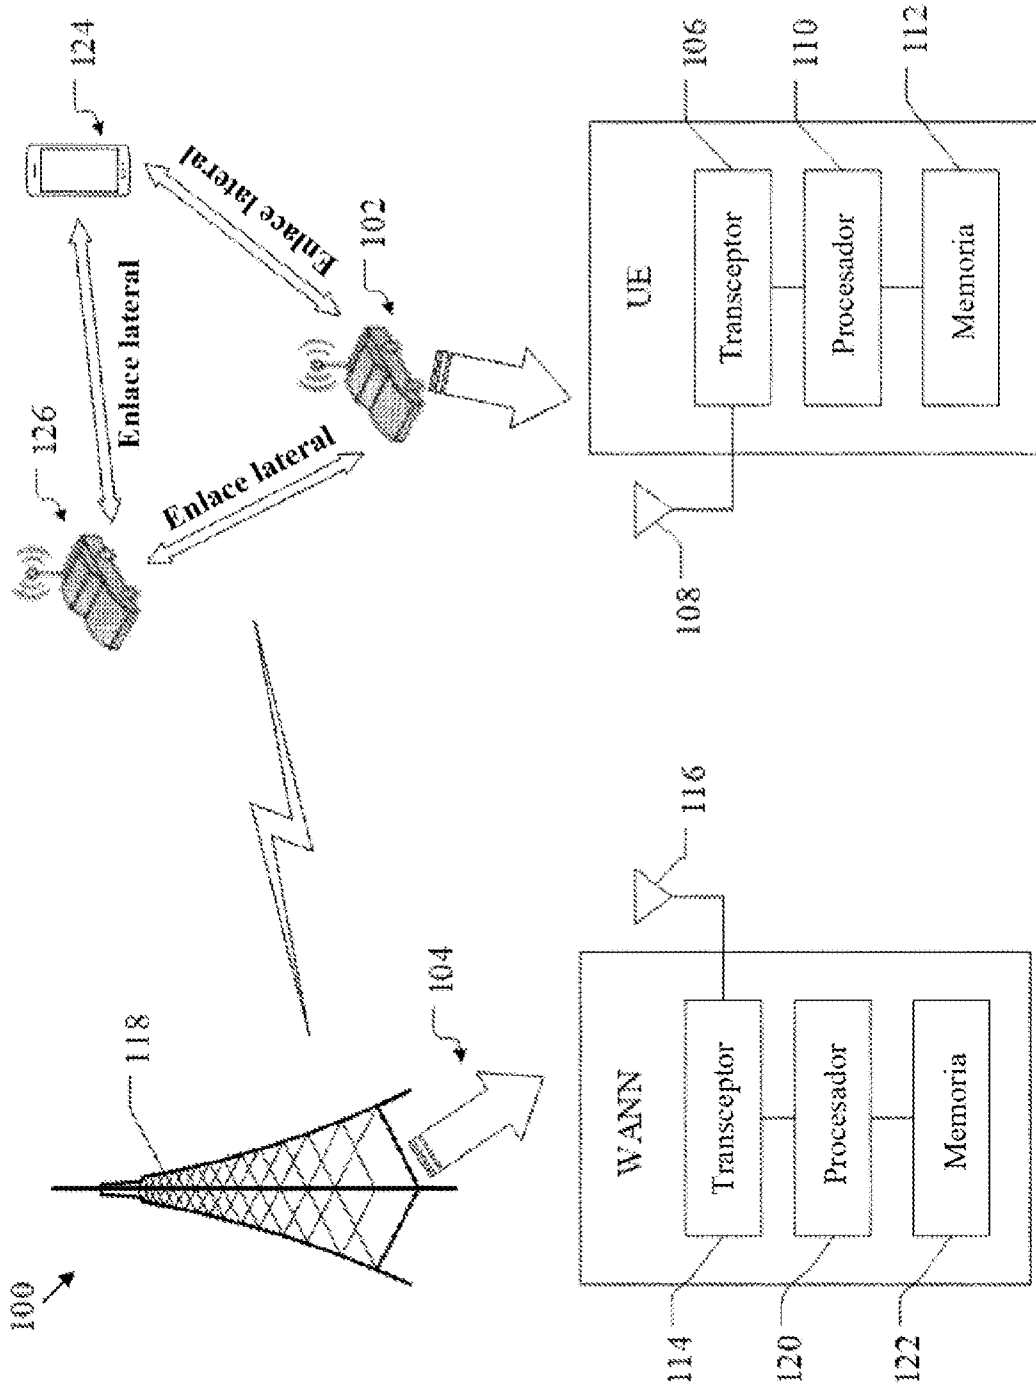 100
118
126
124
Enlace lateral
Enlace lateral
Enlace lateral
102
104
116
108
WANN
Transceptor
Procesador
Memoria
114
120
122
UE
Transceptor
Procesador
Memoria
106
110
112